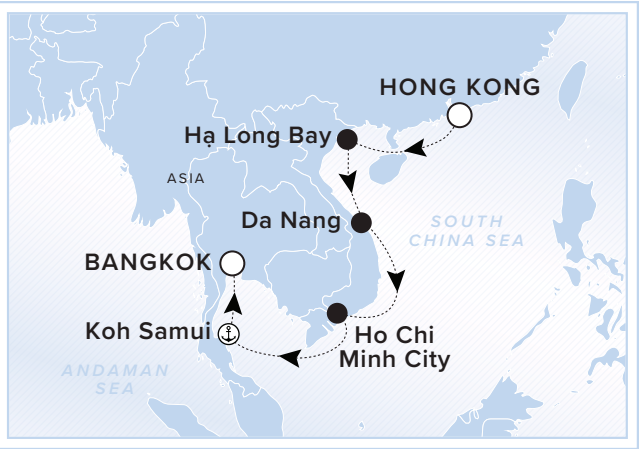 HONG KONG
Hạ Long Bay
ASIA
Da Nang
SOUTH
CHINA SEA
BANGKOK
Koh Samui
Ho Chi
Minh City
ANDAMAN
SEA